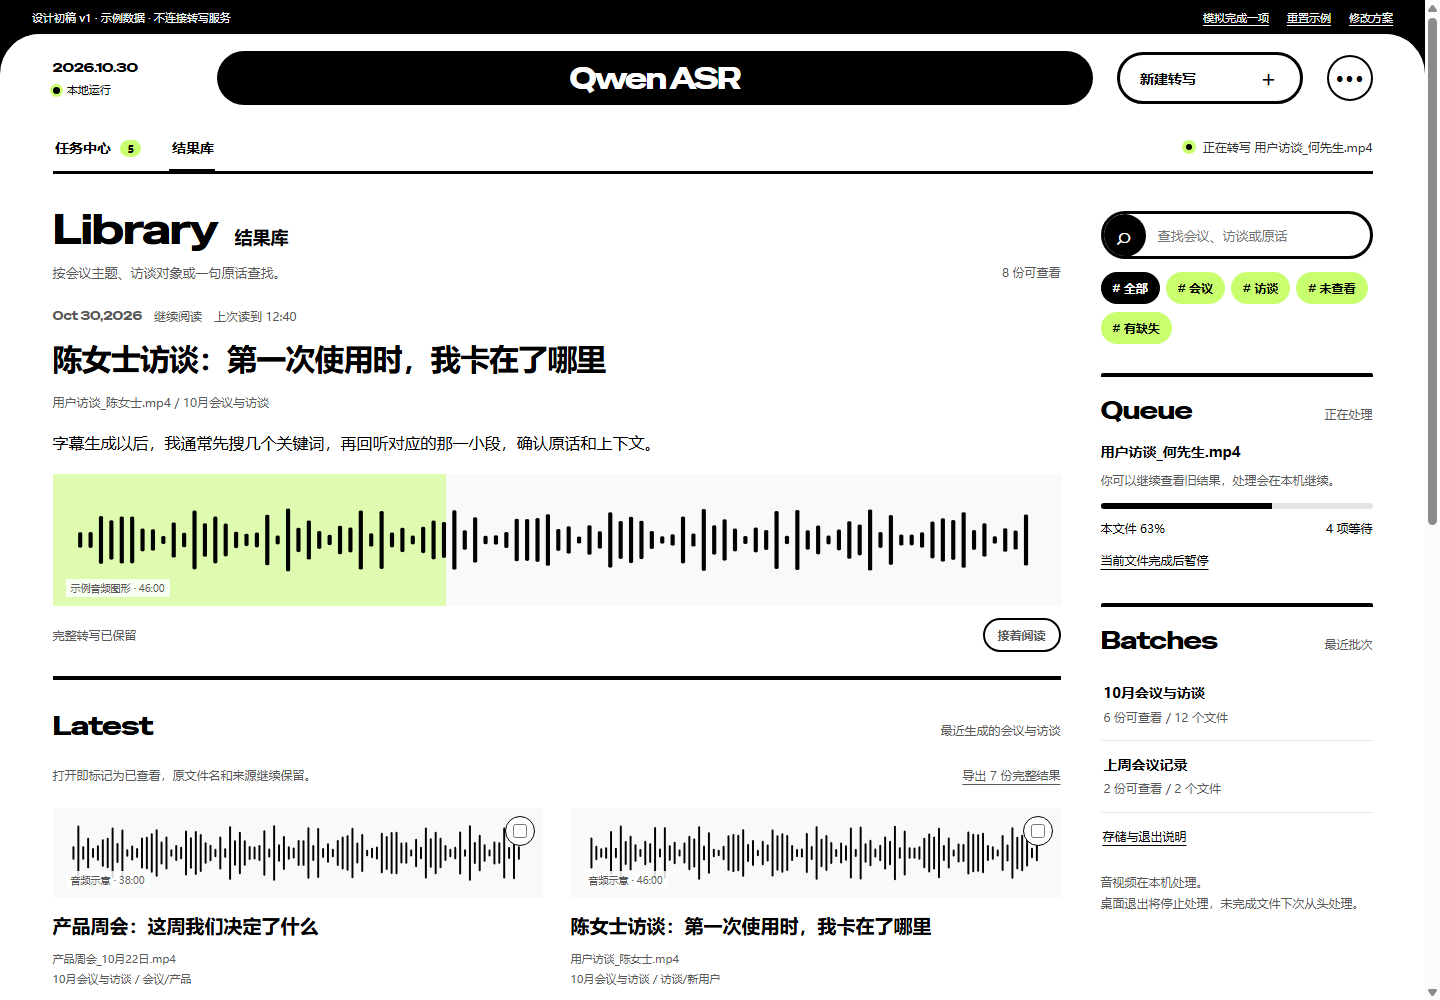 设计初稿 v1 · 示例数据 · 不连接转写服务
模拟完成一项 重置示例 修改方案
2026.10.30
本地运行
Qwen ASR
新建转写 +
任务中心 5 结果库
正在转写 用户访谈_何先生.mp4
Library 结果库
按会议主题、访谈对象或一句原话查找。
8 份可查看
Oct 30,2026 继续阅读 上次读到 12:40
陈女士访谈：第一次使用时，我卡在了哪里
用户访谈_陈女士.mp4 / 10月会议与访谈
字幕生成以后，我通常先搜几个关键词，再回听对应的那一小段，确认原话和上下文。
示例音频图形 · 46:00
完整转写已保留
接着阅读
Latest
最近生成的会议与访谈
打开即标记为已查看，原文件名和来源继续保留。
导出 7 份完整结果
音频示意 · 38:00
产品周会：这周我们决定了什么
产品周会_10月22日.mp4
10月会议与访谈 / 会议/产品
音频示意 · 46:00
陈女士访谈：第一次使用时，我卡在了哪里
用户访谈_陈女士.mp4
10月会议与访谈 / 访谈/新用户
查找会议、访谈或原话
# 全部 # 会议 # 访谈 # 未查看
# 有缺失
Queue
正在处理
用户访谈_何先生.mp4
你可以继续查看旧结果，处理会在本机继续。
本文件 63%
4 项等待
当前文件完成后暂停
Batches
最近批次
10月会议与访谈
6 份可查看 / 12 个文件
上周会议记录
2 份可查看 / 2 个文件
存储与退出说明
音视频在本机处理。
桌面退出将停止处理，未完成文件下次从头处理。